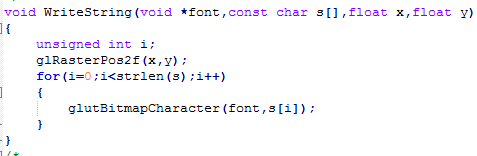 void WriteString(void *font,const char s[],float x,float y)
{
unsigned int i;
glRasterPos2f(x,y);
for(i=0;i<strlen(s);i++)
{
glutBitmapCharacter(font,s[i]);
}
}
/*